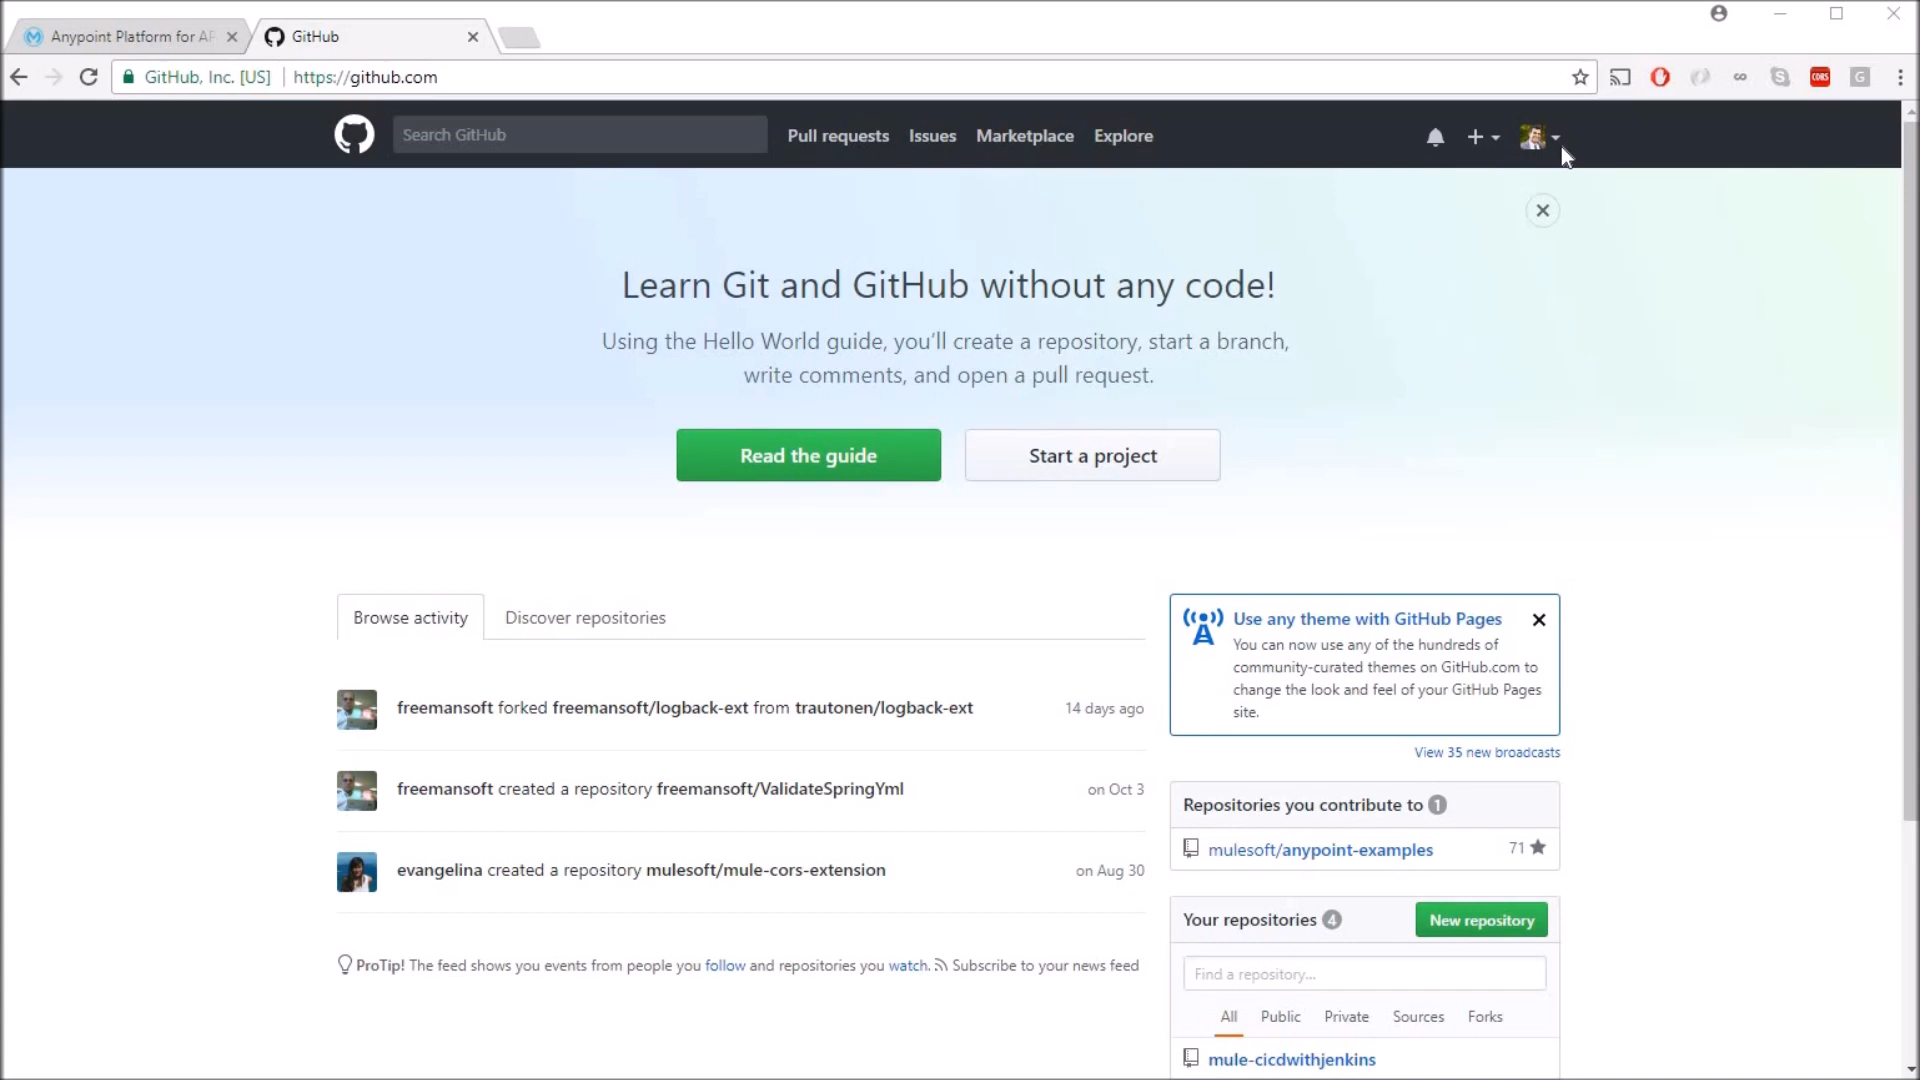 Anypoint Platform for AP
GitHub
GitHub, Inc. [US]
https://github.com
CORS
G
Search GitHub
Pull requests
Issues
Marketplace
Explore
Learn Git and GitHub without any code!
Using the Hello World guide, you’ll create a repository, start a branch,
write comments, and open a pull request.
Read the guide
Start a project
Browse activity
Discover repositories
freemansoft forked freemansoft/logback-ext from trautonen/logback-ext
14 days ago
freemansoft created a repository freemansoft/ValidateSpringYml
on Oct 3
evangelina created a repository mulesoft/mule-cors-extension
on Aug 30
ProTip! The feed shows you events from people you follow and repositories you watch.
Subscribe to your news feed
Use any theme with GitHub Pages
You can now use any of the hundreds of
community-curated themes on GitHub.com to
change the look and feel of your GitHub Pages
site.
View 35 new broadcasts
Repositories you contribute to 1
mulesoft/anypoint-examples
71
Your repositories 4
New repository
Find a repository...
All
Public
Private
Sources
Forks
mule-cicdwithjenkins